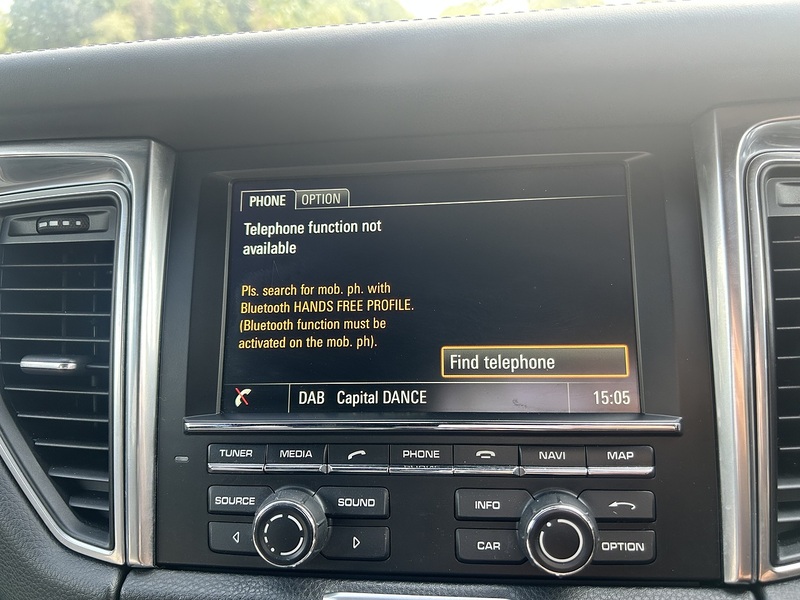 PHONE OPTION
Telephone function not
available
Pls. search for mob. ph. with
Bluetooth HANDS FREE PROFILE.
(Bluetooth function must be
activated on the mob. ph).
Find telephone
DAB Capital DANCE 15:05
TUNER MEDIA PHONE NAVI MAP
SOURCE SOUND INFO
CAR OPTION